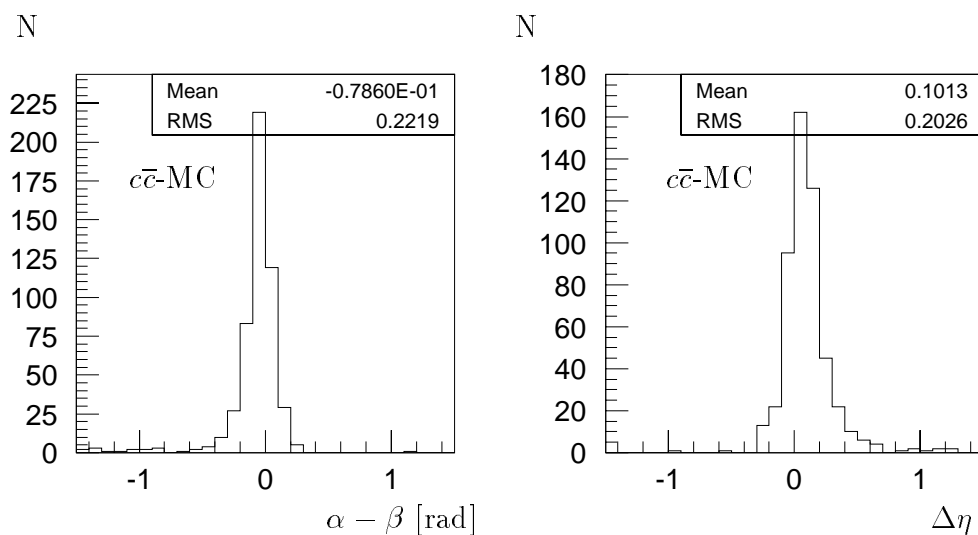 N
Mean -0.7860E-01
RMS 0.2219
c𝑐̅-MC
225
200
175
150
125
100
75
50
25
0
-1 0 1
α − β [rad]
N
Mean 0.1013
RMS 0.2026
c𝑐̅-MC
180
160
140
120
100
80
60
40
20
0
-1 0 1
Δη